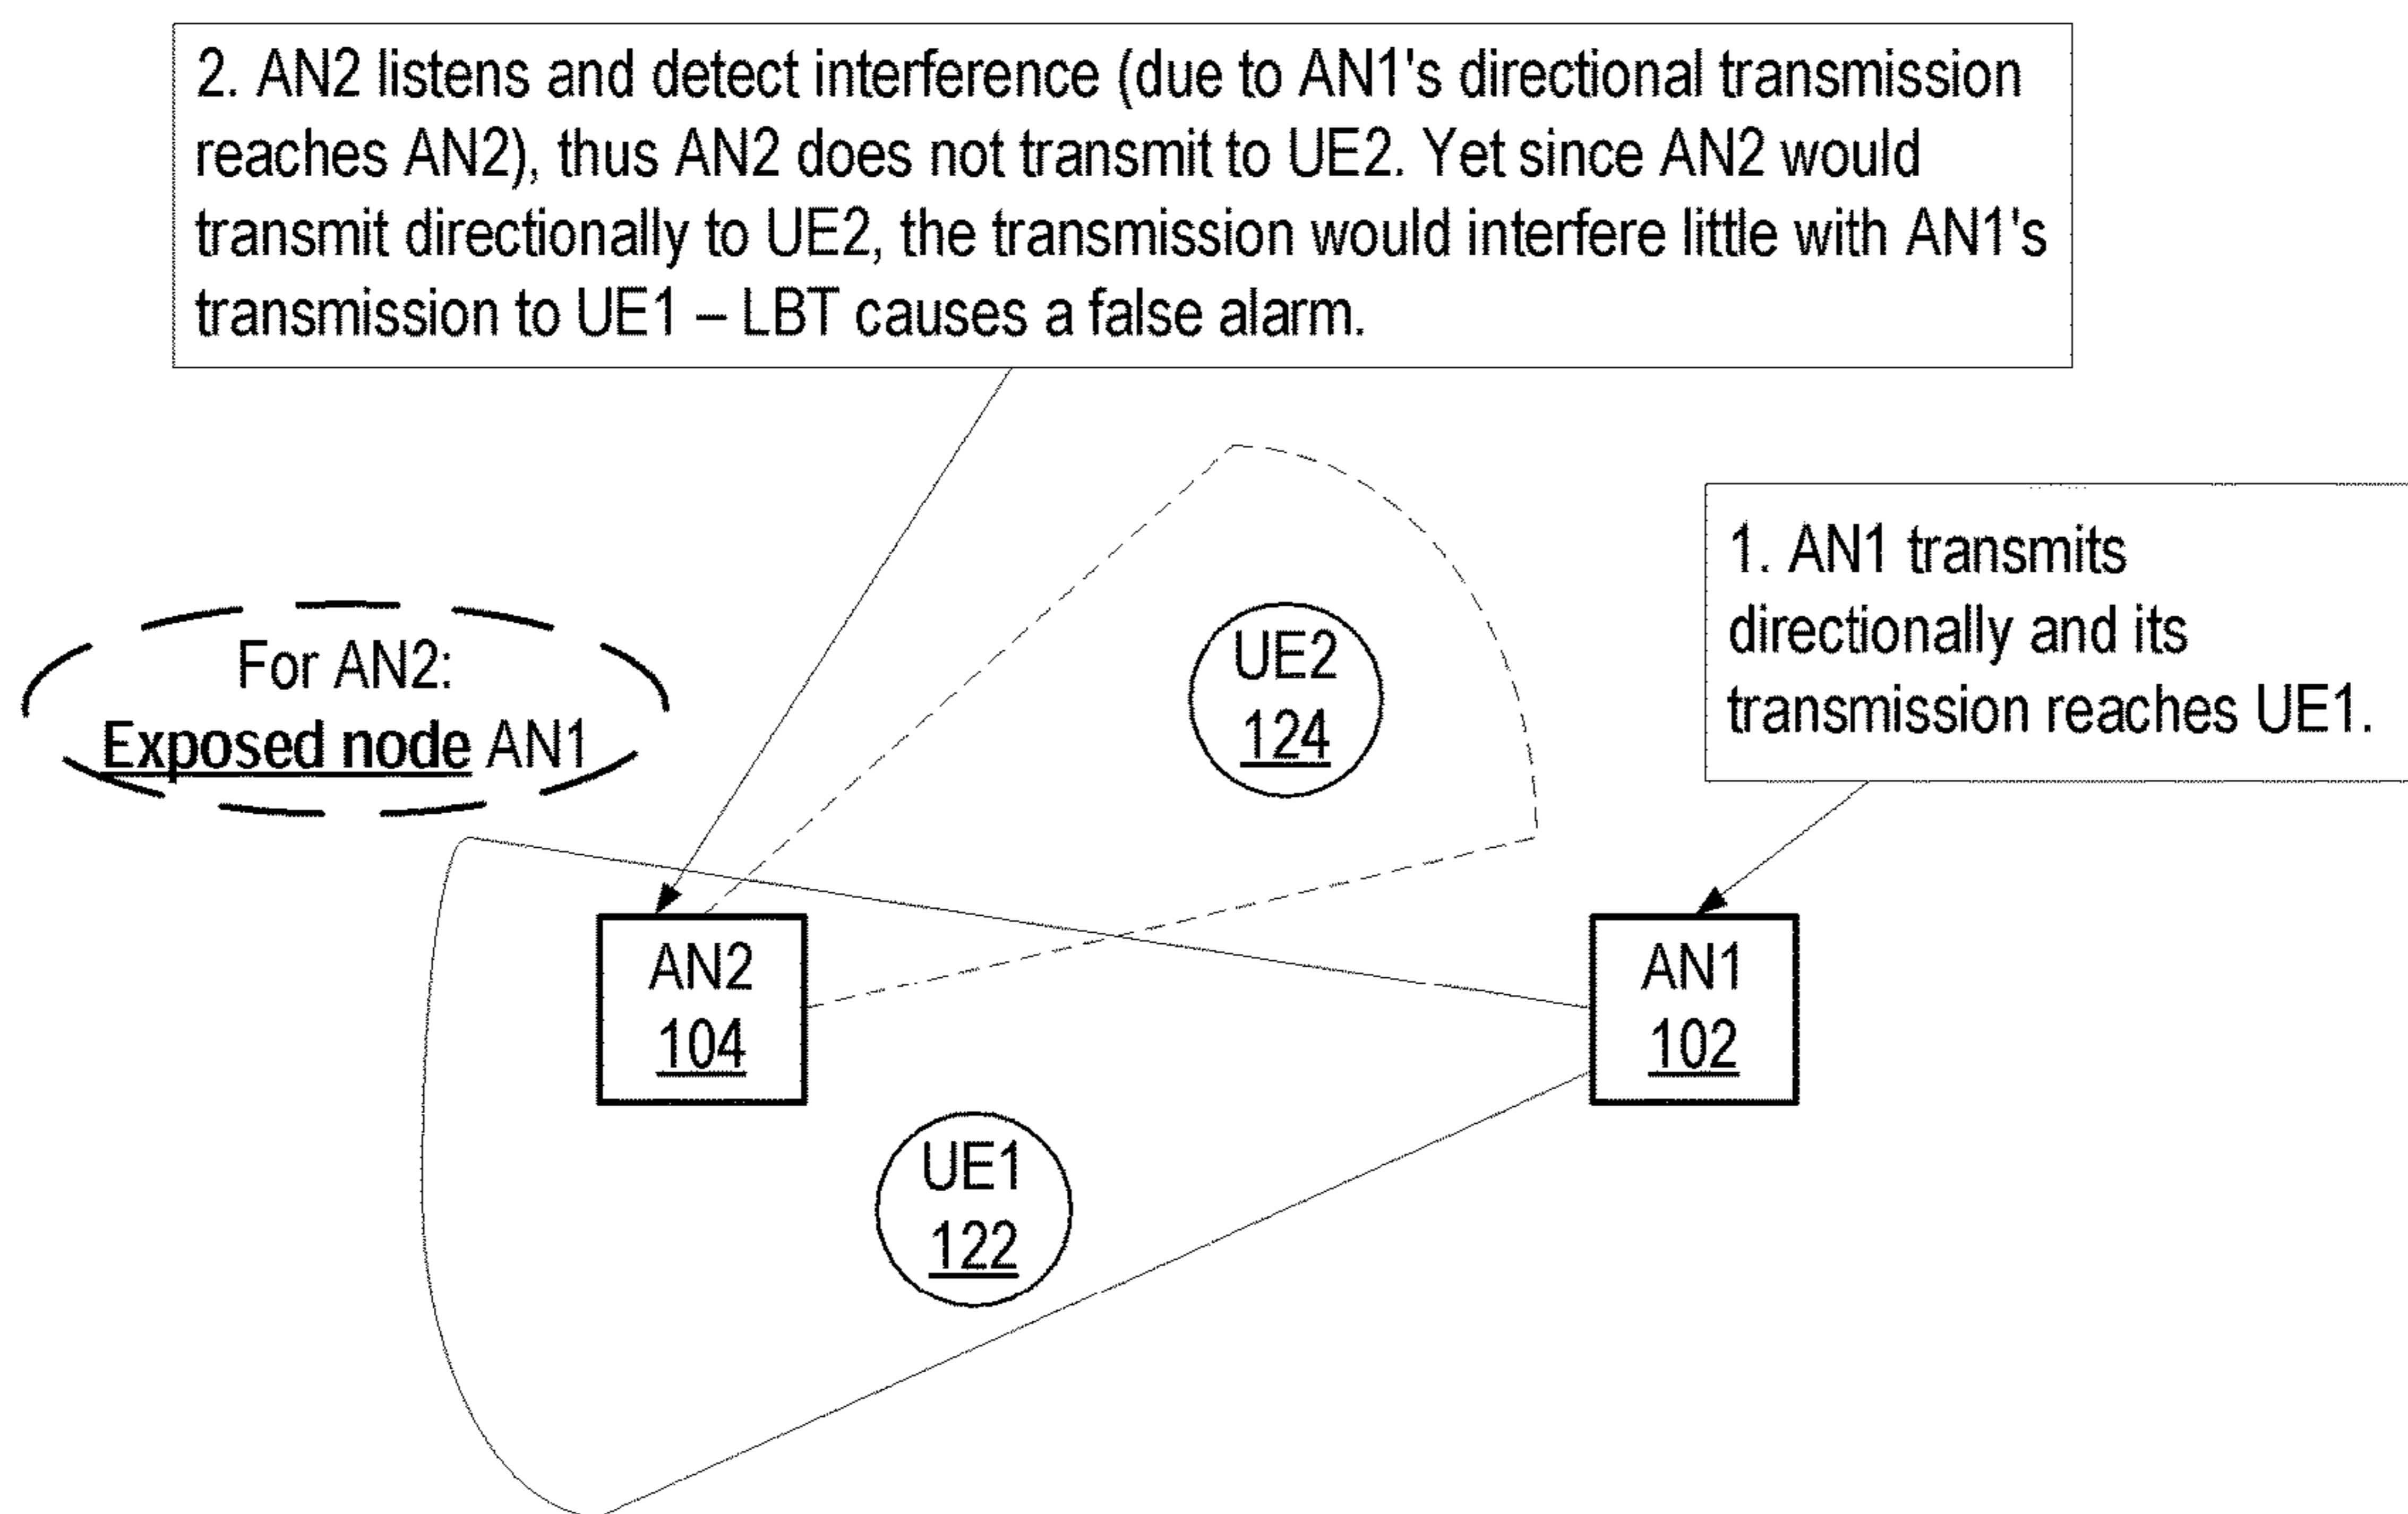 2. AN2 listens and detect interference (due to AN1's directional transmission
reaches AN2), thus AN2 does not transmit to UE2. Yet since AN2 would
transmit directionally to UE2, the transmission would interfere little with AN1's
transmission to UE1 – LBT causes a false alarm.
1. AN1 transmits
directionally and its
transmission reaches UE1.
For AN2:
Exposed node AN1
UE2
124
AN2
104
AN1
102
UE1
122